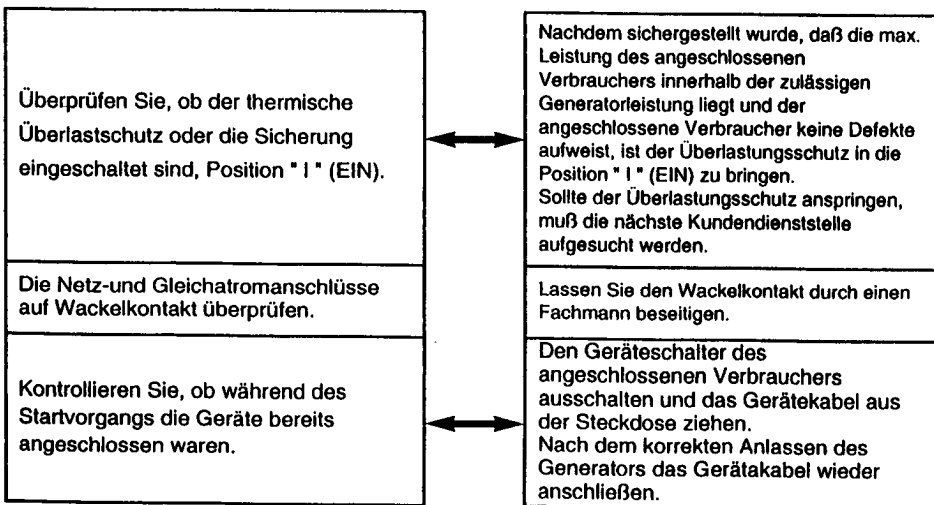 Überprüfen Sie, ob der thermische
Überlastschutz oder die Sicherung
eingeschaltet sind, Position " I " (EIN).
Nachdem sichergestellt wurde, daß die max.
Leistung des angeschlossenen
Verbrauchers innerhalb der zulässigen
Generatorleistung liegt und der
angeschlossene Verbraucher keine Defekte
aufweist, ist der Überlastungsschutz in die
Position " I " (EIN) zu bringen.
Sollte der Überlastungsschutz anspringen,
muß die nächste Kundendienststelle
aufgesucht werden.
Die Netz-und Gleichatromanschlüsse
auf Wackelkontakt überprüfen.
Lassen Sie den Wackelkontakt durch einen
Fachmann beseitigen.
Kontrollieren Sie, ob während des
Startvorgangs die Geräte bereits
angeschlossen waren.
Den Geräteschalter des
angeschlossenen Verbrauchers
ausschalten und das Gerätekabel aus
der Steckdose ziehen.
Nach dem korrekten Anlassen des
Generators das Gerätakabel wieder
anschließen.